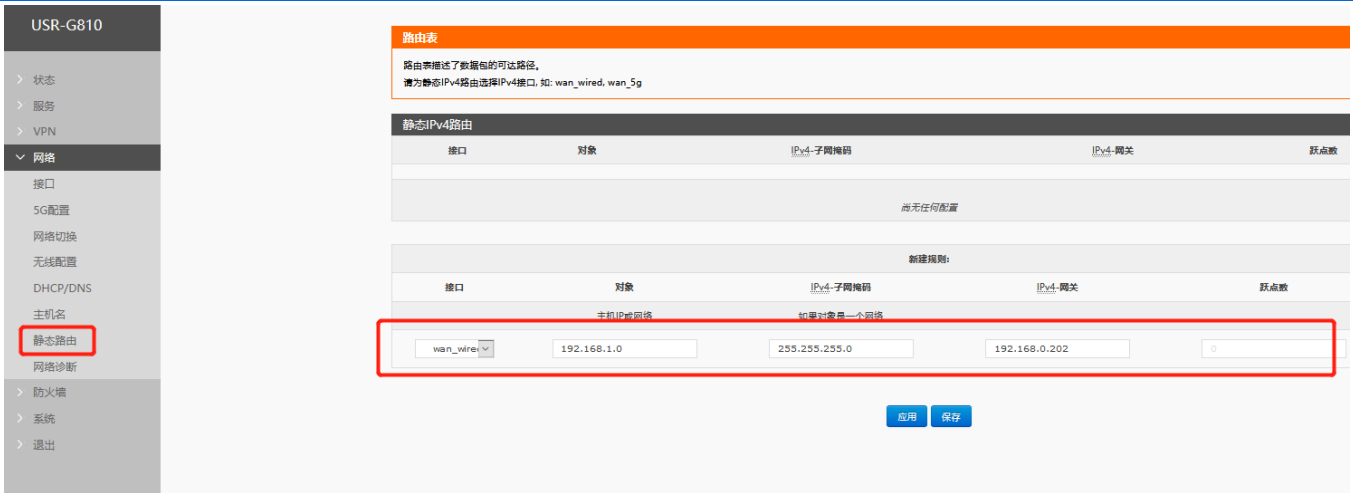 USR-G810
状态
服务
VPN
网络
接口
5G配置
网络切换
无线配置
DHCP/DNS
主机名
静态路由
网络诊断
防火墙
系统
退出
路由表
路由表描述了数据包的可达路径。
请为静态IPv4路由选择IPv4接口, 如: wan_wired, wan_5g
静态IPv4路由
接口 对象 IPv4-子网掩码 IPv4-网关 跃点数
尚无任何配置
新建规则:
接口 对象 IPv4-子网掩码 IPv4-网关 跃点数
主机IP或网络 如果对象是一个网络
wan_wired 192.168.1.0 255.255.255.0 192.168.0.202 0
应用 保存